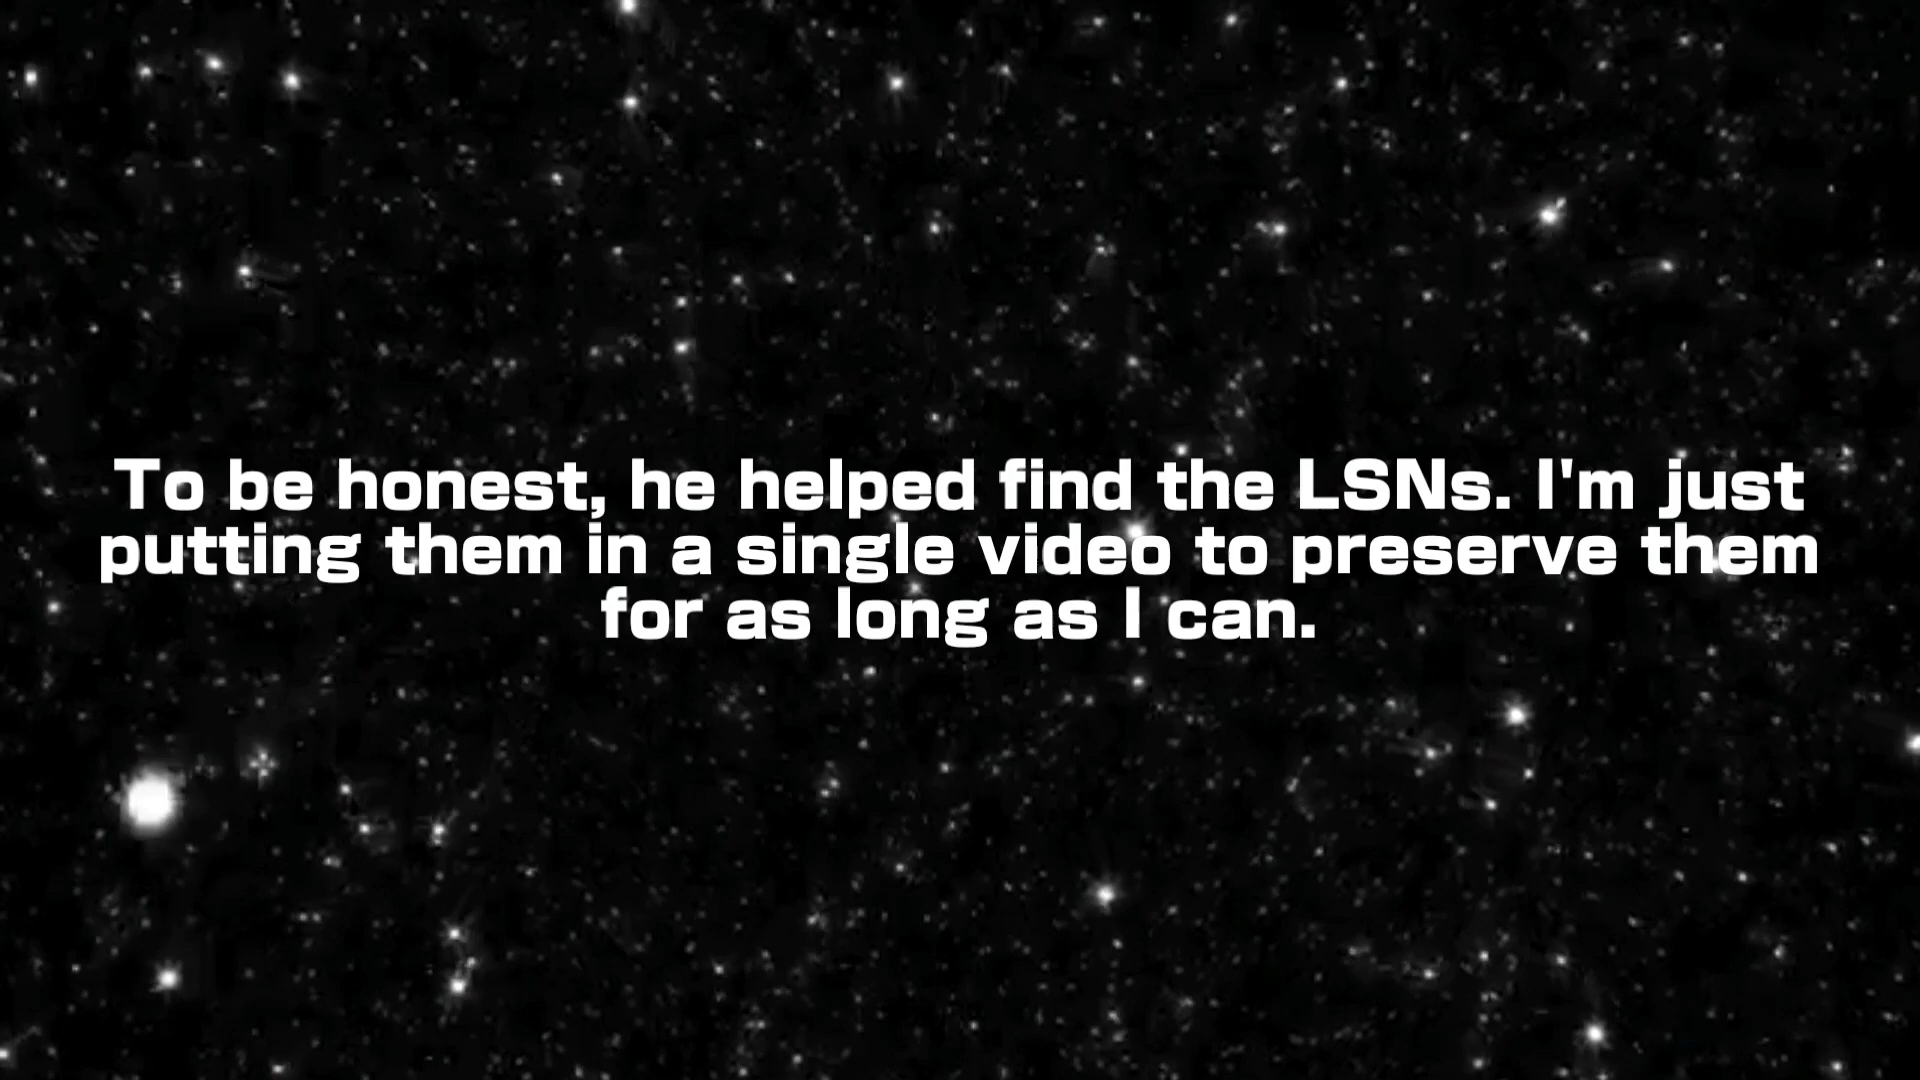 To be honest, he helped find the LSNs. I'm just
putting them in a single video to preserve them
for as long as I can.